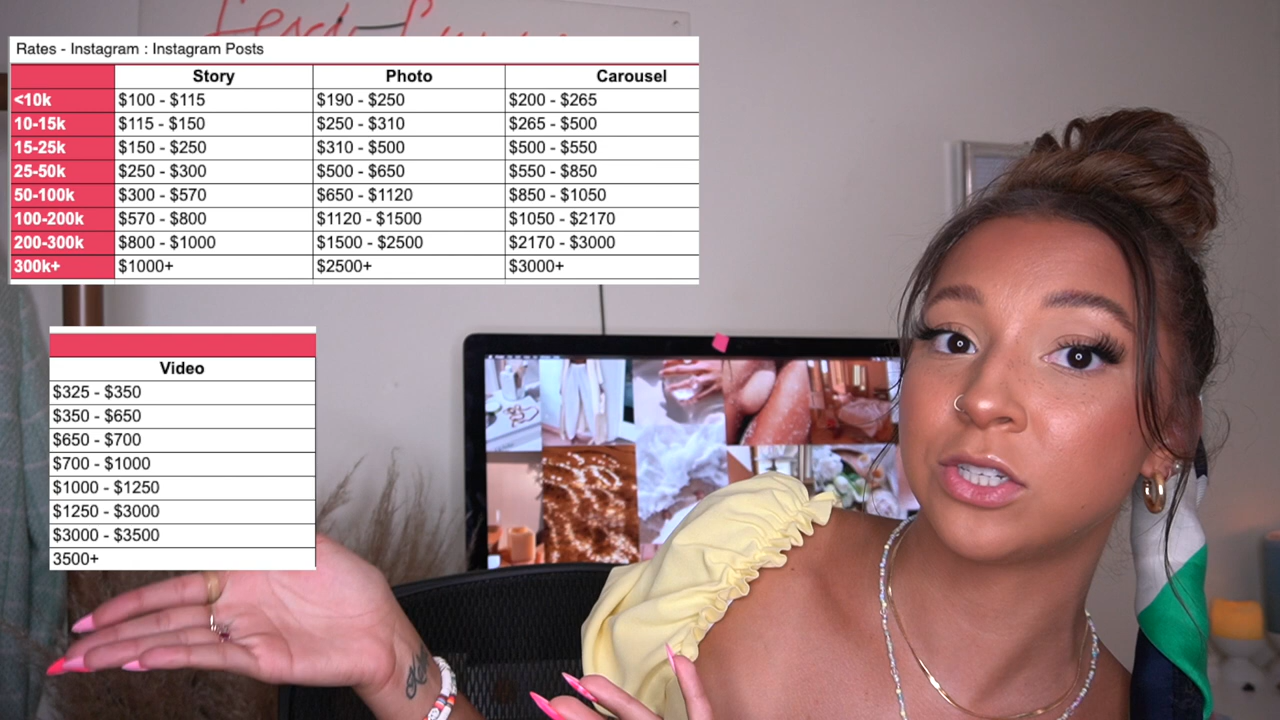 Rates - Instagram : Instagram Posts
Story Photo Carousel
<10k $100 - $115 $190 - $250 $200 - $265
10-15k $115 - $150 $250 - $310 $265 - $500
15-25k $150 - $250 $310 - $500 $500 - $550
25-50k $250 - $300 $500 - $650 $550 - $850
50-100k $300 - $570 $650 - $1120 $850 - $1050
100-200k $570 - $800 $1120 - $1500 $1050 - $2170
200-300k $800 - $1000 $1500 - $2500 $2170 - $3000
300k+ $1000+ $2500+ $3000+
Video
$325 - $350
$350 - $650
$650 - $700
$700 - $1000
$1000 - $1250
$1250 - $3000
$3000 - $3500
3500+